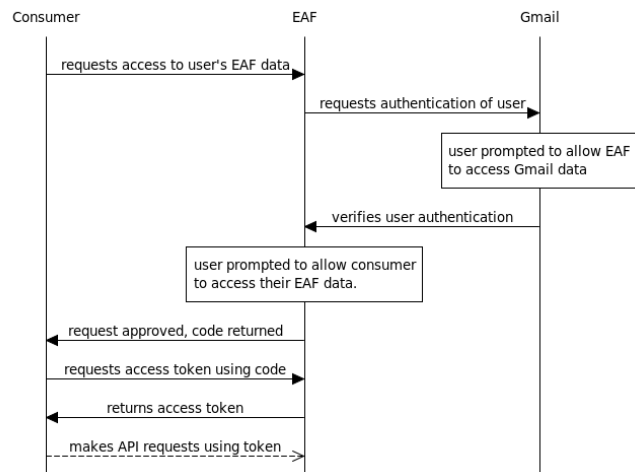 Consumer
EAF
Gmail
requests access to user's EAF data
requests authentication of user
user prompted to allow EAF
to access Gmail data
verifies user authentication
user prompted to allow consumer
to access their EAF data.
request approved, code returned
requests access token using code
returns access token
makes API requests using token